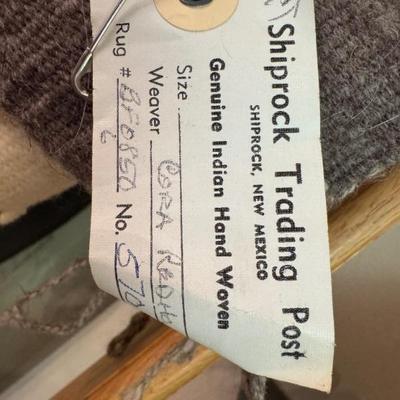 Shiprock Trading Post
SHIPROCK, NEW MEXICO
Genuine Indian Hand Woven
Size
Weaver
Rug # No. 570